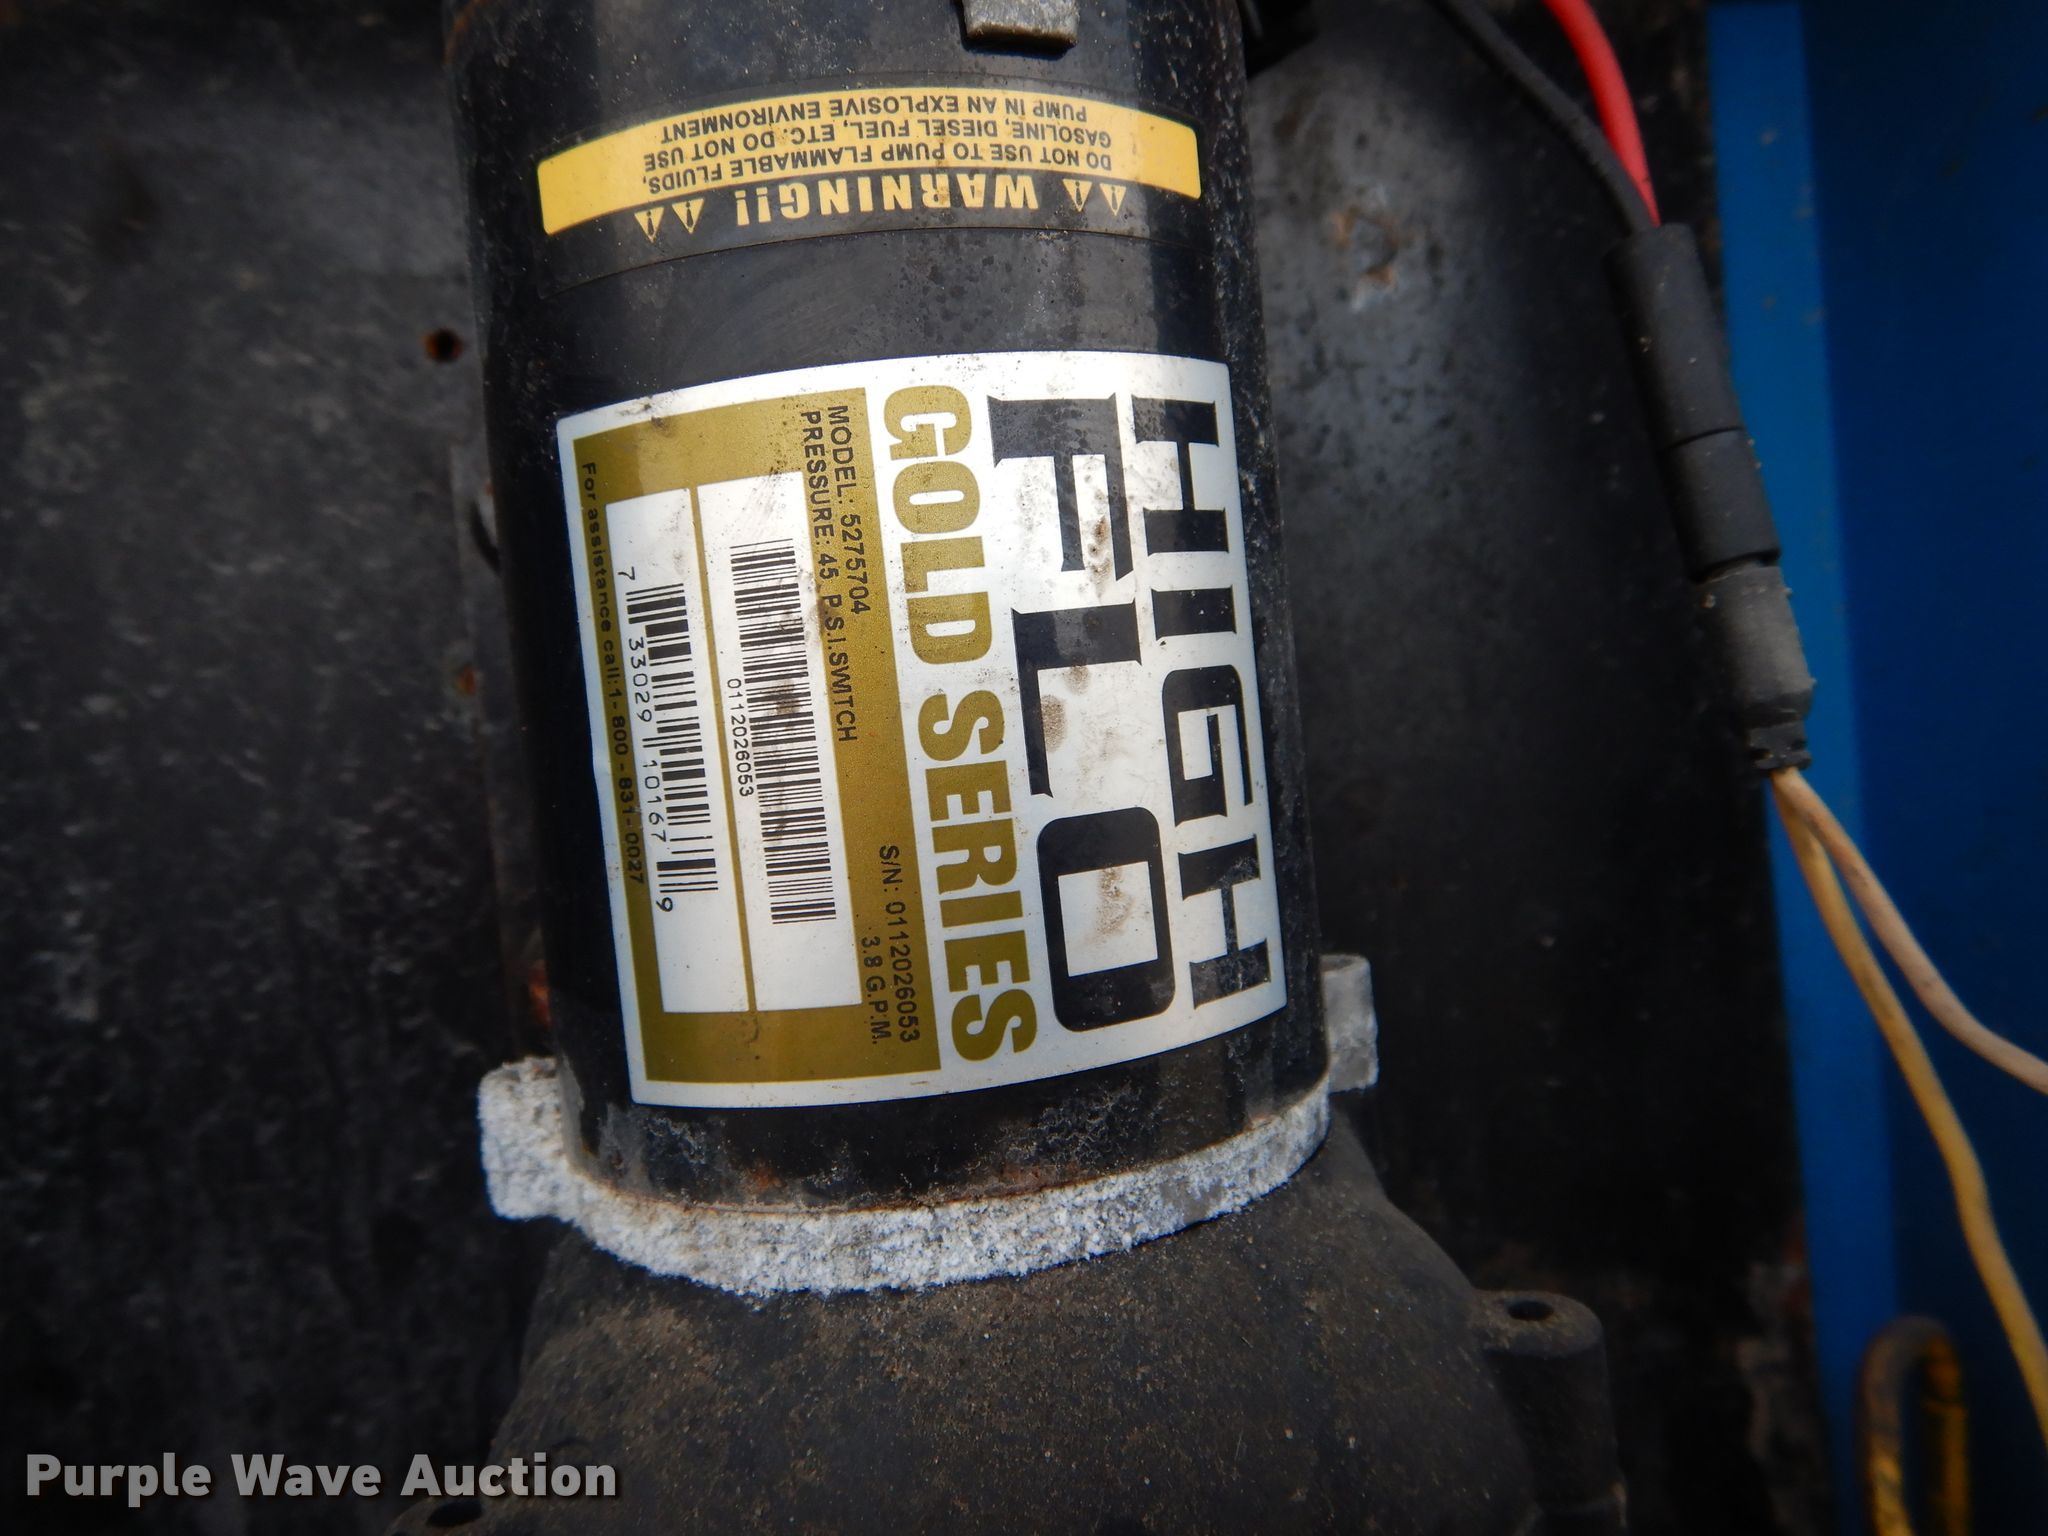 WARNING!!
DO NOT USE TO PUMP FLAMMABLE FLUIDS,
GASOLINE, DIESEL FUEL, ETC. DO NOT USE
PUMP IN AN EXPLOSIVE ENVIRONMENT
HIGH
FLO
GOLD SERIES
S/N: 0112026053
MODEL: 5275704
3.8 G.P.M.
PRESSURE: 45 P.S.I.SWITCH
0112026053
7 33029 10167 9
For assistance call:1-800-831-0027
Purple Wave Auction